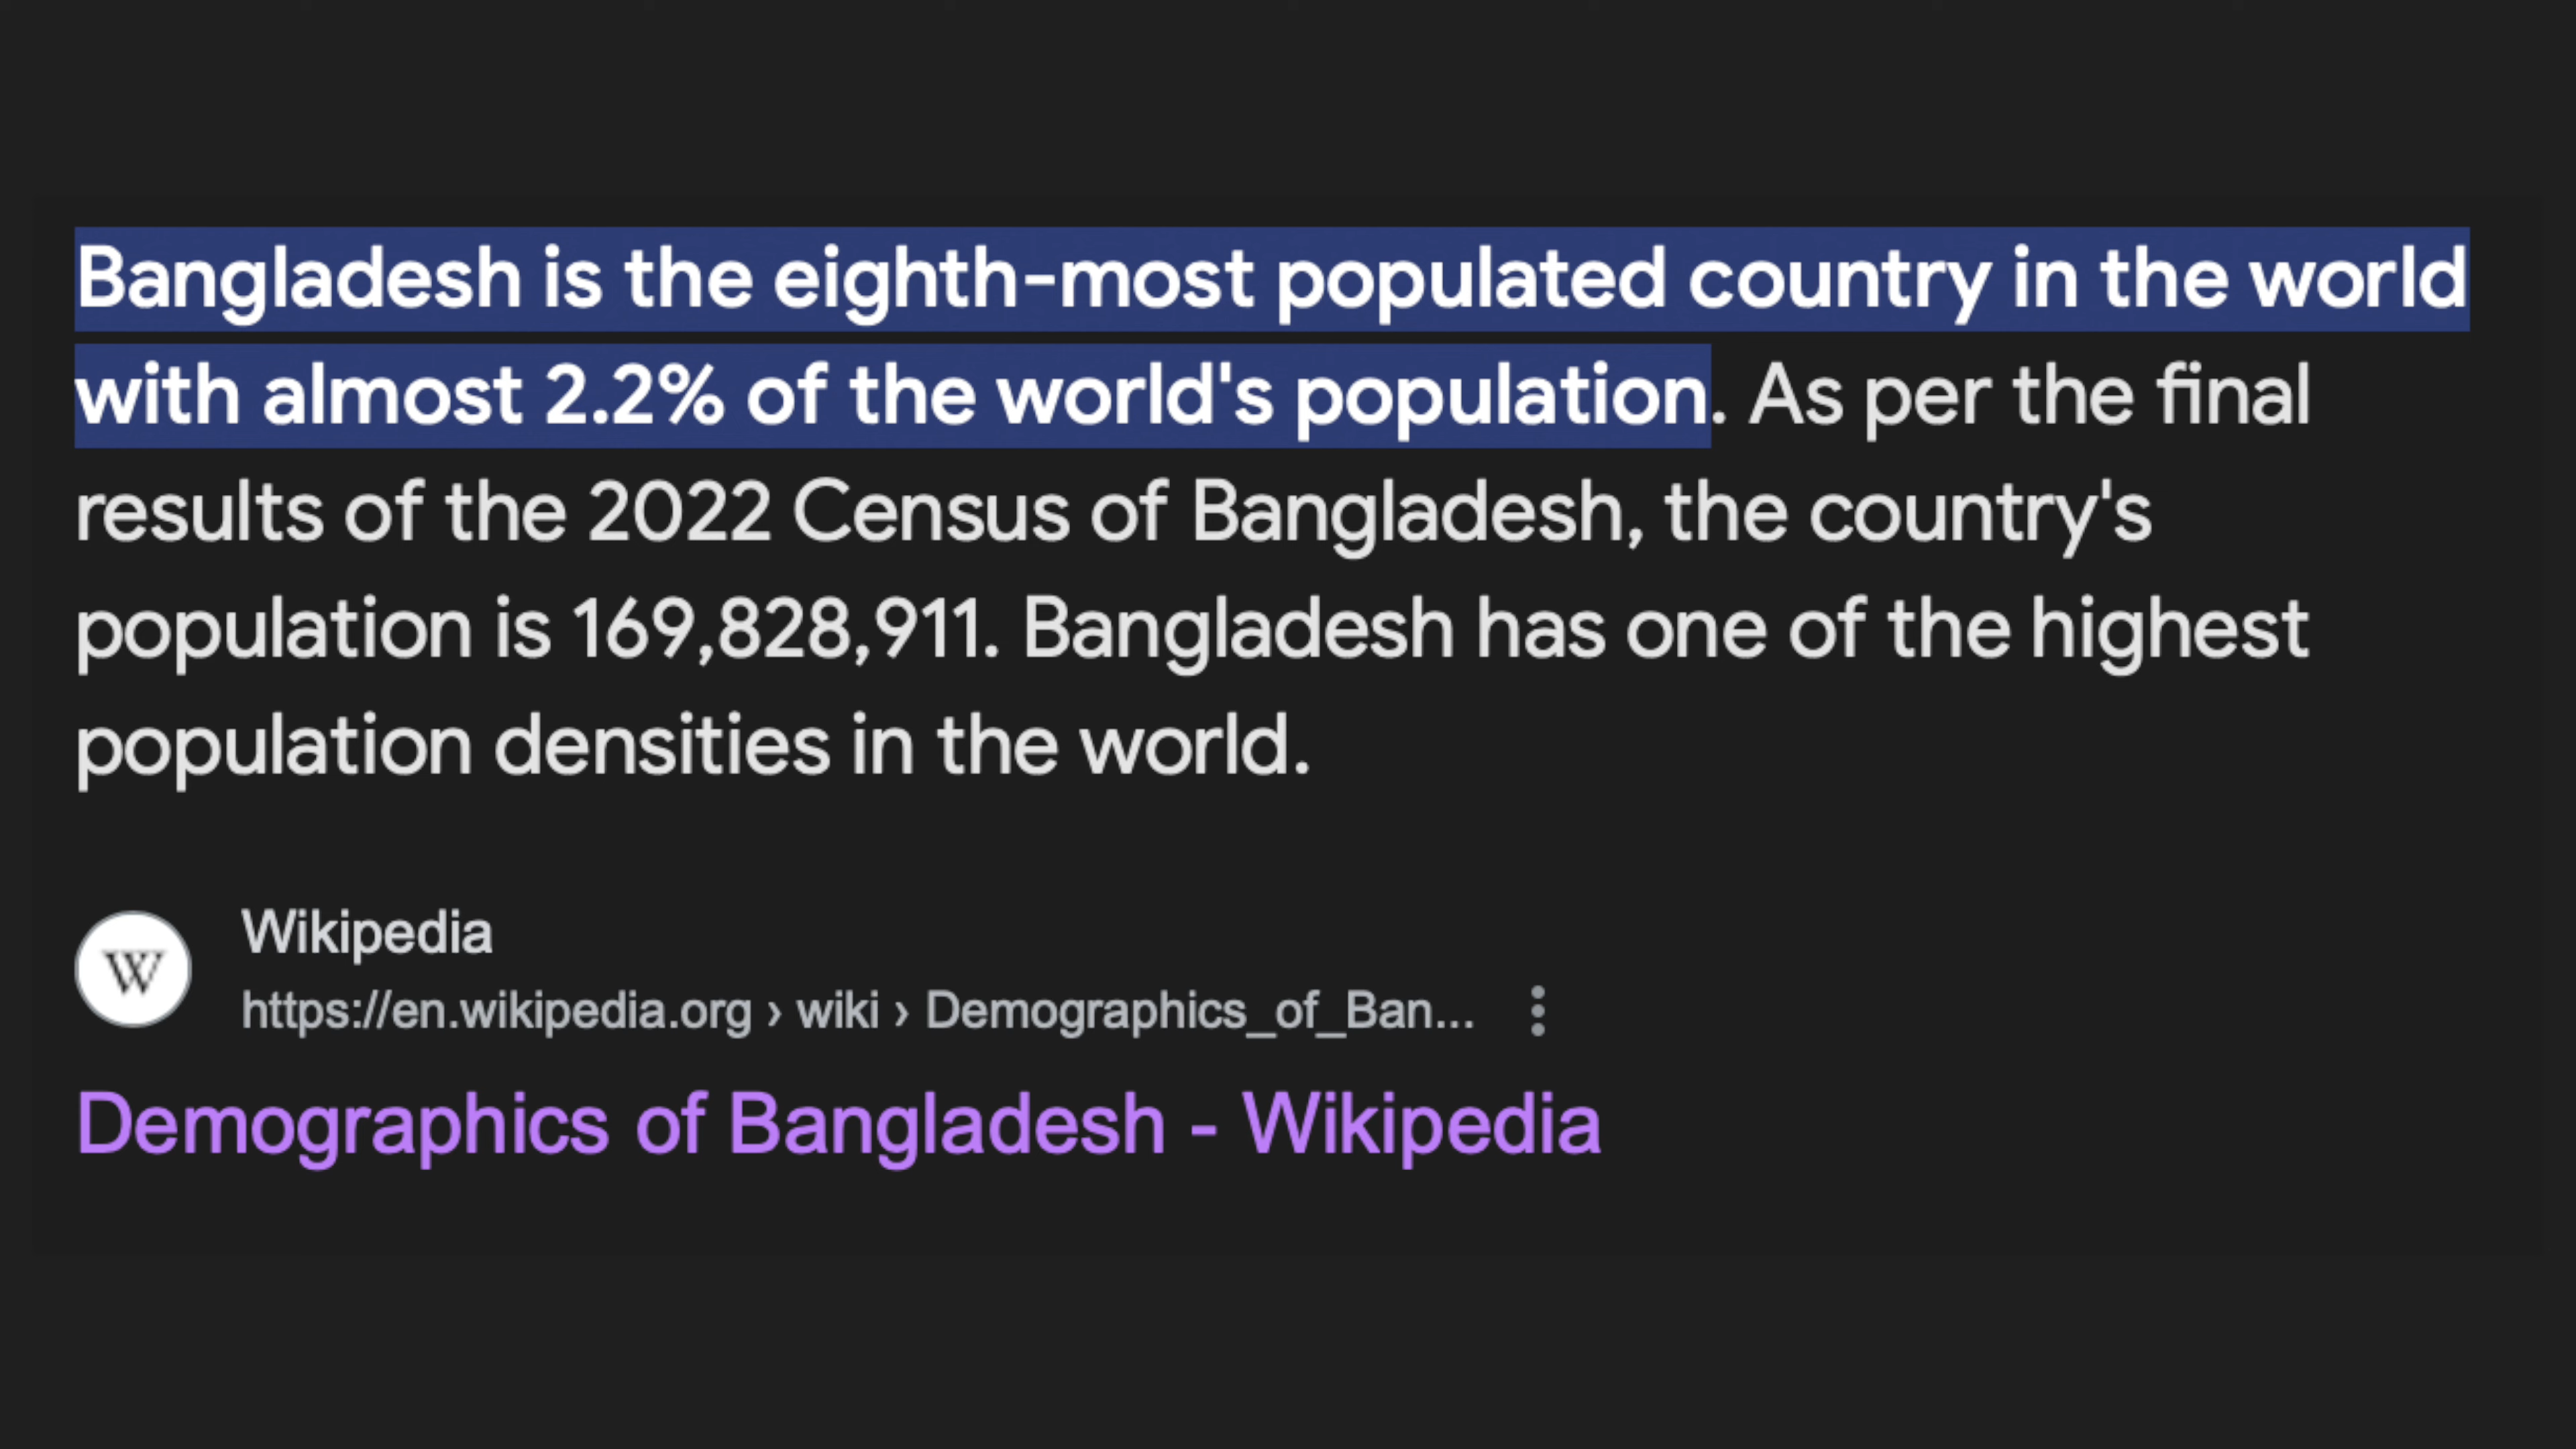 Bangladesh is the eighth-most populated country in the world
with almost 2.2% of the world's population. As per the final
results of the 2022 Census of Bangladesh, the country's
population is 169,828,911. Bangladesh has one of the highest
population densities in the world.
W
Wikipedia
https://en.wikipedia.org › wiki › Demographics_of_Ban...
Demographics of Bangladesh - Wikipedia